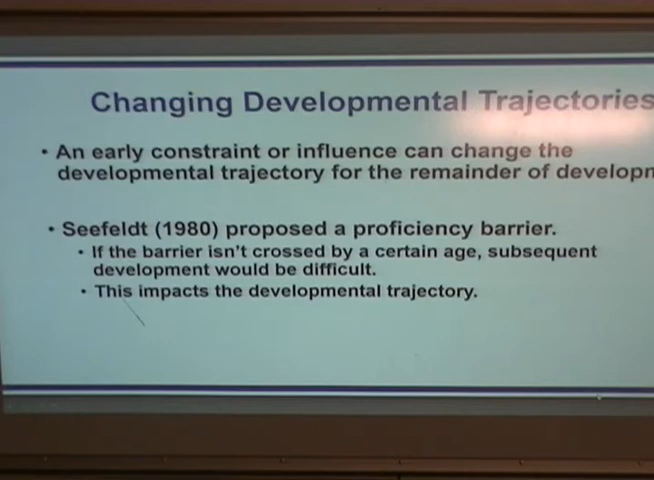 Changing Developmental Trajectories
• An early constraint or influence can change the
developmental trajectory for the remainder of developm
• Seefeldt (1980) proposed a proficiency barrier.
• If the barrier isn't crossed by a certain age, subsequent
development would be difficult.
• This impacts the developmental trajectory.